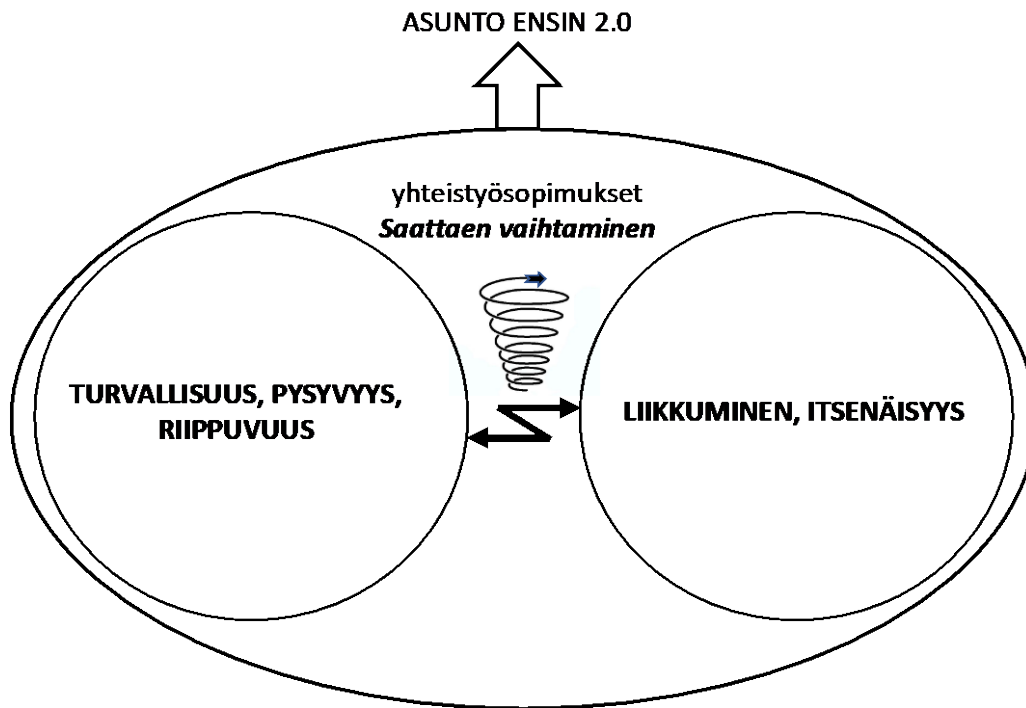 ASUNTO ENSIN 2.0
yhteistyösopimukset
Saattaen vaihtaminen
TURVALLISUUS, PYSYVYYS,
RIIPPUVUUS
LIIKKUMINEN, ITSENÄISYYS